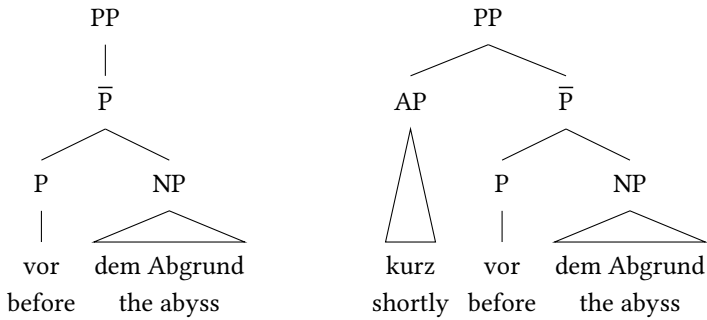 PP PP
P̅ AP P̅
P NP P NP
vor dem Abgrund kurz vor dem Abgrund
before the abyss shortly before the abyss